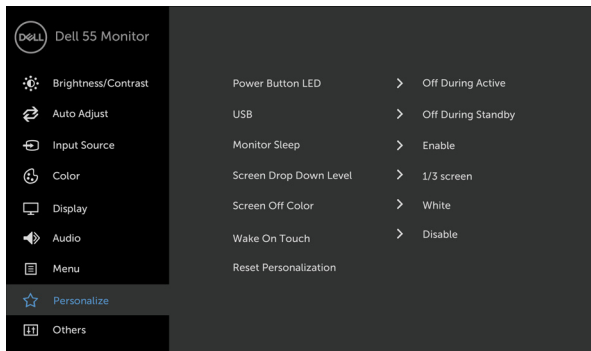 DELL Dell 55 Monitor
Brightness/Contrast
Auto Adjust
Input Source
Color
Display
Audio
Menu
Personalize
Others
Power Button LED Off During Active
USB Off During Standby
Monitor Sleep Enable
Screen Drop Down Level 1/3 screen
Screen Off Color White
Wake On Touch Disable
Reset Personalization